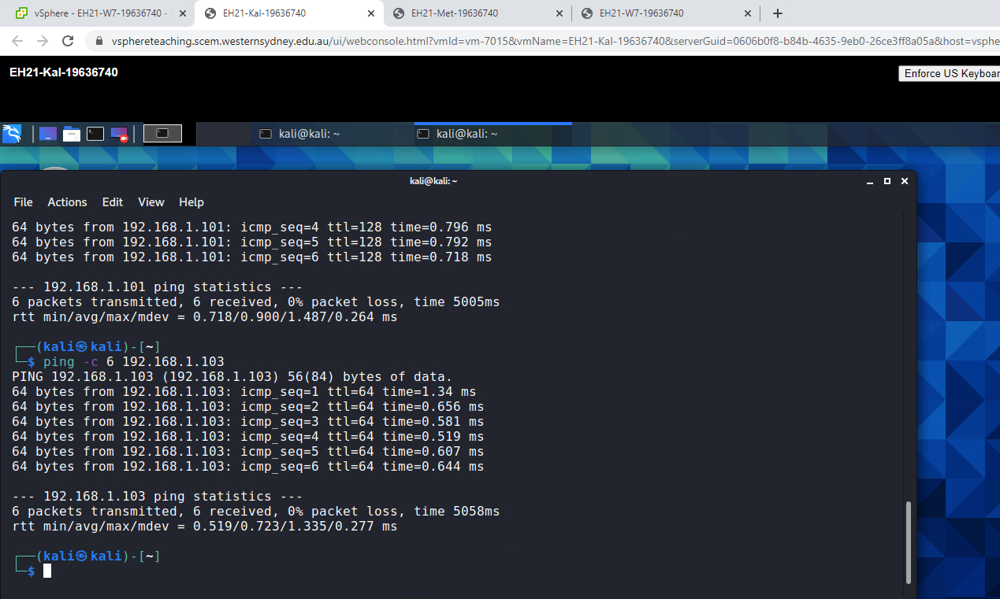 vSphere - EH21-W7-19636740 -
EH21-Kal-19636740
EH21-Met-19636740
EH21-W7-19636740
vsphereteaching.scem.westernsydney.edu.au/ui/webconsole.html?vmId=vm-7015&vmName=EH21-Kal-19636740&serverGuid=0606b0f8-b84b-4635-9eb0-26ce3ff8a05a&host=vsphe
EH21-Kal-19636740
Enforce US Keyboar
kali@kali: ~
kali@kali: ~
kali@kali: ~
File Actions Edit View Help
64 bytes from 192.168.1.101: icmp_seq=4 ttl=128 time=0.796 ms
64 bytes from 192.168.1.101: icmp_seq=5 ttl=128 time=0.792 ms
64 bytes from 192.168.1.101: icmp_seq=6 ttl=128 time=0.718 ms
--- 192.168.1.101 ping statistics ---
6 packets transmitted, 6 received, 0% packet loss, time 5005ms
rtt min/avg/max/mdev = 0.718/0.900/1.487/0.264 ms
┌──(kali㉿kali)-[~]
└─$ ping -c 6 192.168.1.103
PING 192.168.1.103 (192.168.1.103) 56(84) bytes of data.
64 bytes from 192.168.1.103: icmp_seq=1 ttl=64 time=1.34 ms
64 bytes from 192.168.1.103: icmp_seq=2 ttl=64 time=0.656 ms
64 bytes from 192.168.1.103: icmp_seq=3 ttl=64 time=0.581 ms
64 bytes from 192.168.1.103: icmp_seq=4 ttl=64 time=0.519 ms
64 bytes from 192.168.1.103: icmp_seq=5 ttl=64 time=0.607 ms
64 bytes from 192.168.1.103: icmp_seq=6 ttl=64 time=0.644 ms
--- 192.168.1.103 ping statistics ---
6 packets transmitted, 6 received, 0% packet loss, time 5058ms
rtt min/avg/max/mdev = 0.519/0.723/1.335/0.277 ms
┌──(kali㉿kali)-[~]
└─$